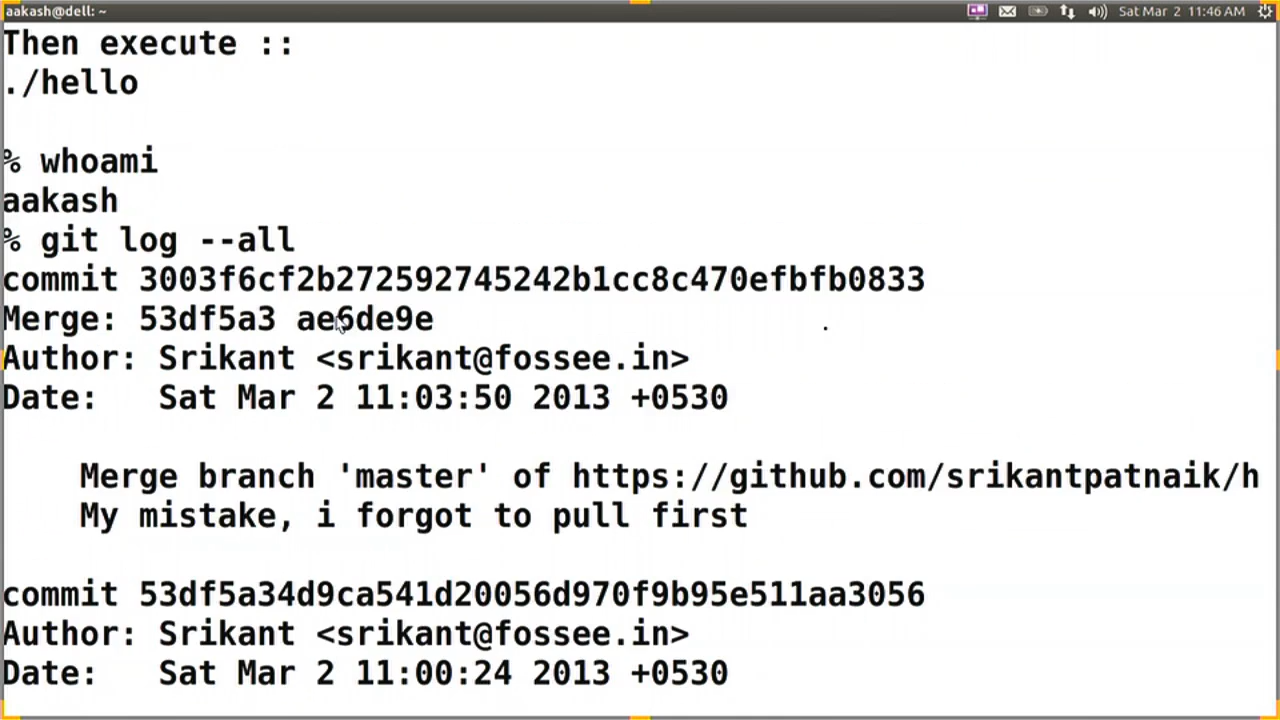 aakash@dell: ~
Sat Mar 2 11:46 AM
Then execute ::
./hello
% whoami
aakash
% git log --all
commit 3003f6cf2b272592745242b1cc8c470efbfb0833
Merge: 53df5a3 ae6de9e
Author: Srikant <srikant@fossee.in>
Date:   Sat Mar 2 11:03:50 2013 +0530
Merge branch 'master' of https://github.com/srikantpatnaik/h
My mistake, i forgot to pull first
commit 53df5a34d9ca541d20056d970f9b95e511aa3056
Author: Srikant <srikant@fossee.in>
Date:   Sat Mar 2 11:00:24 2013 +0530